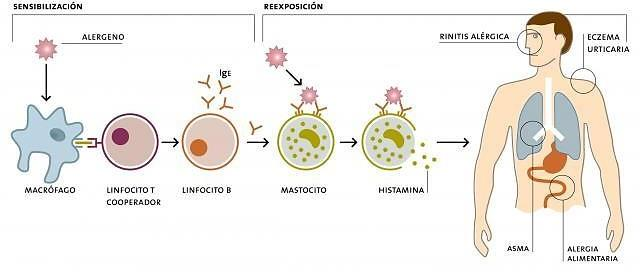 SENSIBILIZACIÓN
REEXPOSICIÓN
ALERGENO
IgE
RINITIS ALÉRGICA
ECZEMA
URTICARIA
MACRÓFAGO
LINFOCITO T
COOPERADOR
LINFOCITO B
MASTOCITO
HISTAMINA
ASMA
ALERGIA
ALIMENTARIA